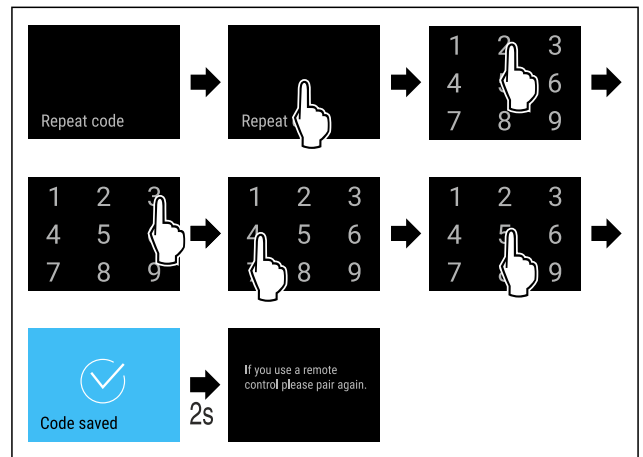 Repeat code
Repeat
1 2 3
4 6
7 8 9
1 2 3
4 5
7 8 9
1 2 3
4 5 6
8 9
1 2 3
4 5 6
7 9
Code saved
2s
If you use a remote
control please pair again.